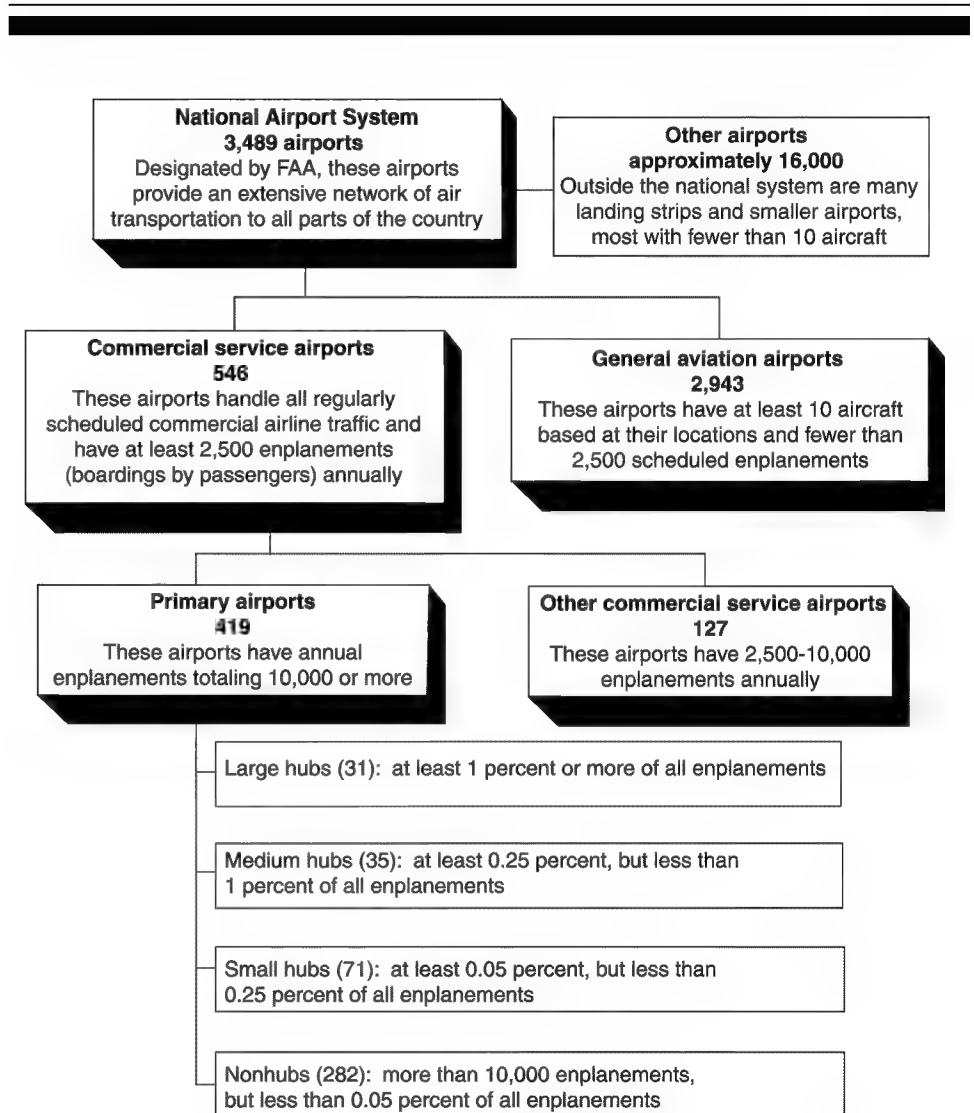 National Airport System
3,489 airports
Designated by FAA, these airports
provide an extensive network of air
transportation to all parts of the country
Other airports
approximately 16,000
Outside the national system are many
landing strips and smaller airports,
most with fewer than 10 aircraft
Commercial service airports
546
These airports handle all regularly
scheduled commercial airline traffic and
have at least 2,500 enplanements
(boardings by passengers) annually
General aviation airports
2,943
These airports have at least 10 aircraft
based at their locations and fewer than
2,500 scheduled enplanements
Primary airports
419
These airports have annual
enplanements totaling 10,000 or more
Other commercial service airports
127
These airports have 2,500-10,000
enplanements annually
Large hubs (31): at least 1 percent or more of all enplanements
Medium hubs (35): at least 0.25 percent, but less than
1 percent of all enplanements
Small hubs (71): at least 0.05 percent, but less than
0.25 percent of all enplanements
Nonhubs (282): more than 10,000 enplanements,
but less than 0.05 percent of all enplanements